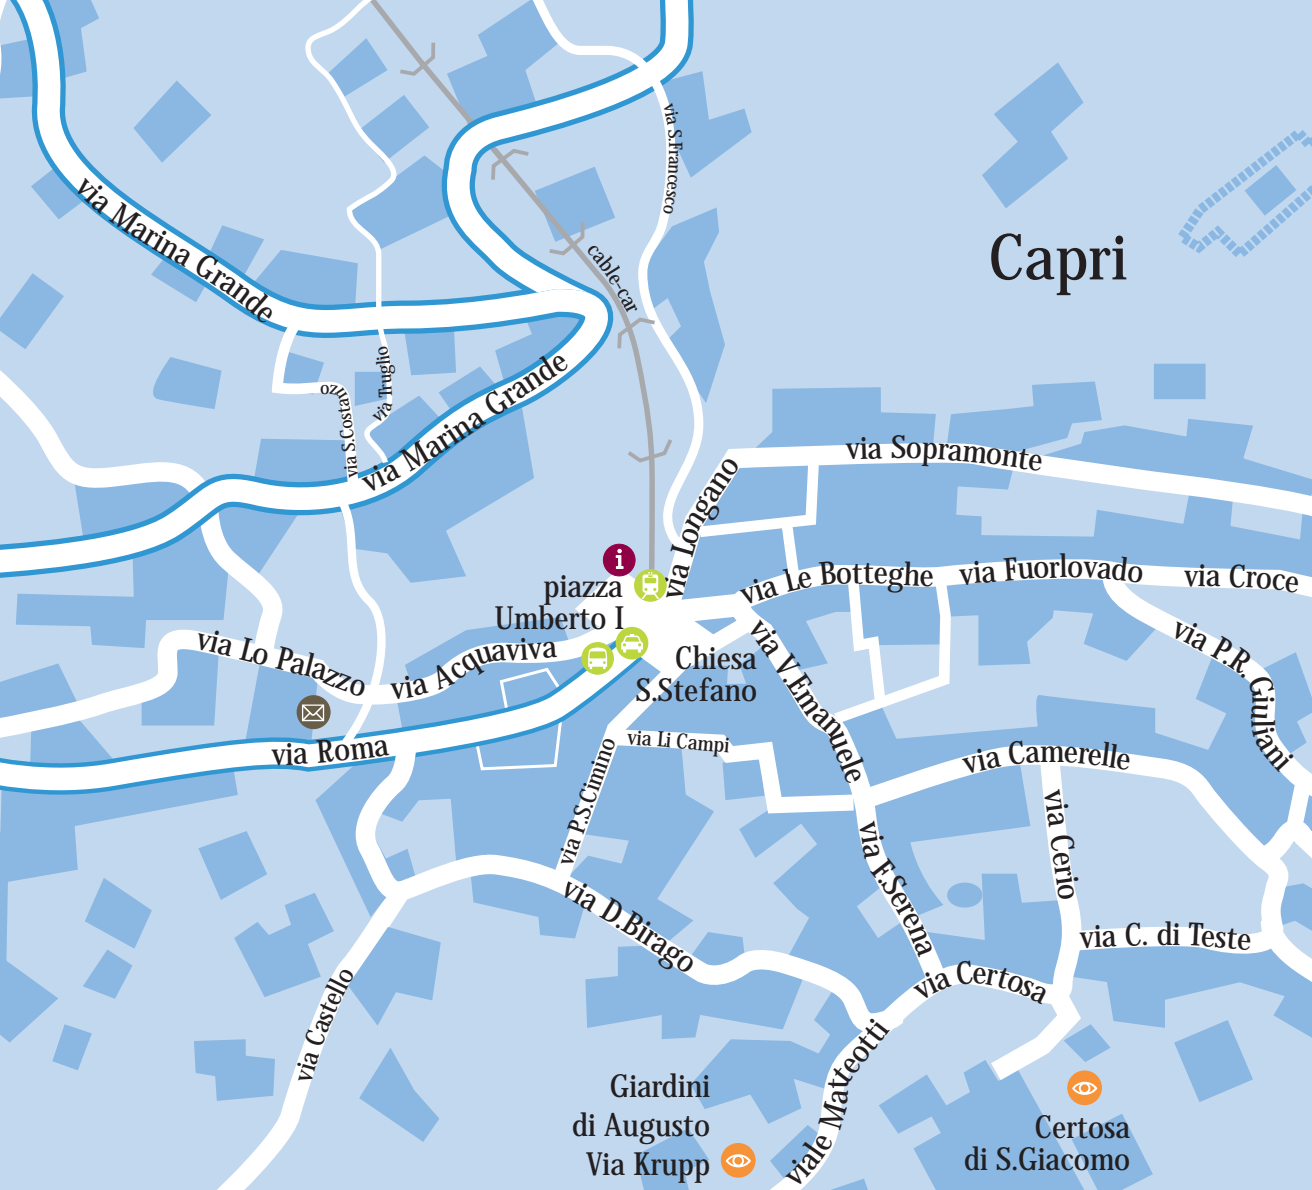 via S.Francesco
via Marina Grande
Capri
cable-car
via Truglio
via S.Costanzo
via Marina Grande
via Sopramonte
via Longano
i
piazza
Umberto I
via Le Botteghe
via Fuorlovado
via Croce
via Lo Palazzo
via Acquaviva
Chiesa
S.Stefano
via V.Emanuele
via P.R. Giuliani
via Roma
via Li Campi
via Camerelle
via P.S.Cimino
via Cerio
via F.Serena
via D.Birago
via C. di Teste
via Certosa
via Castello
viale Matteotti
Giardini
di Augusto
Via Krupp
Certosa
di S.Giacomo